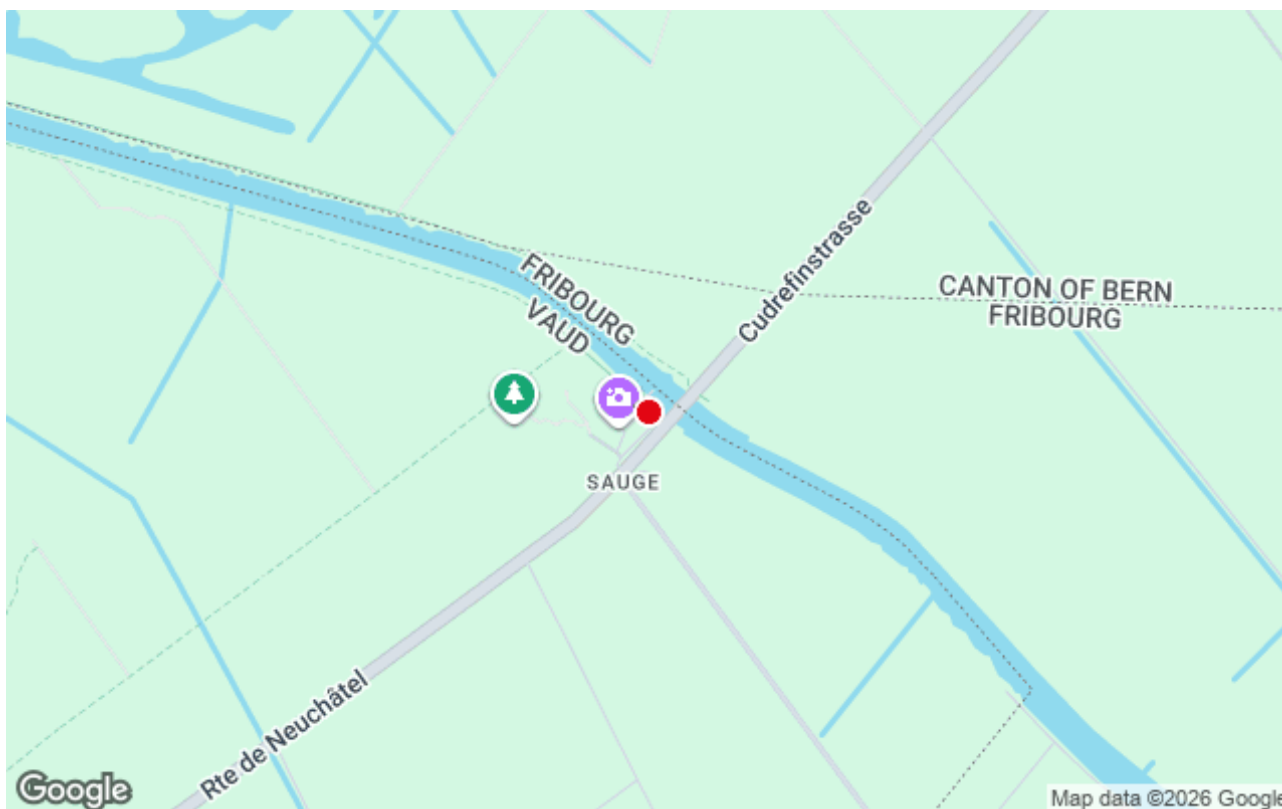 Cudrefinstrasse
FRIBOURG
VAUD
CANTON OF BERN
FRIBOURG
SAUGE
Rte de Neuchâtel
Google
Map data ©2026 Google